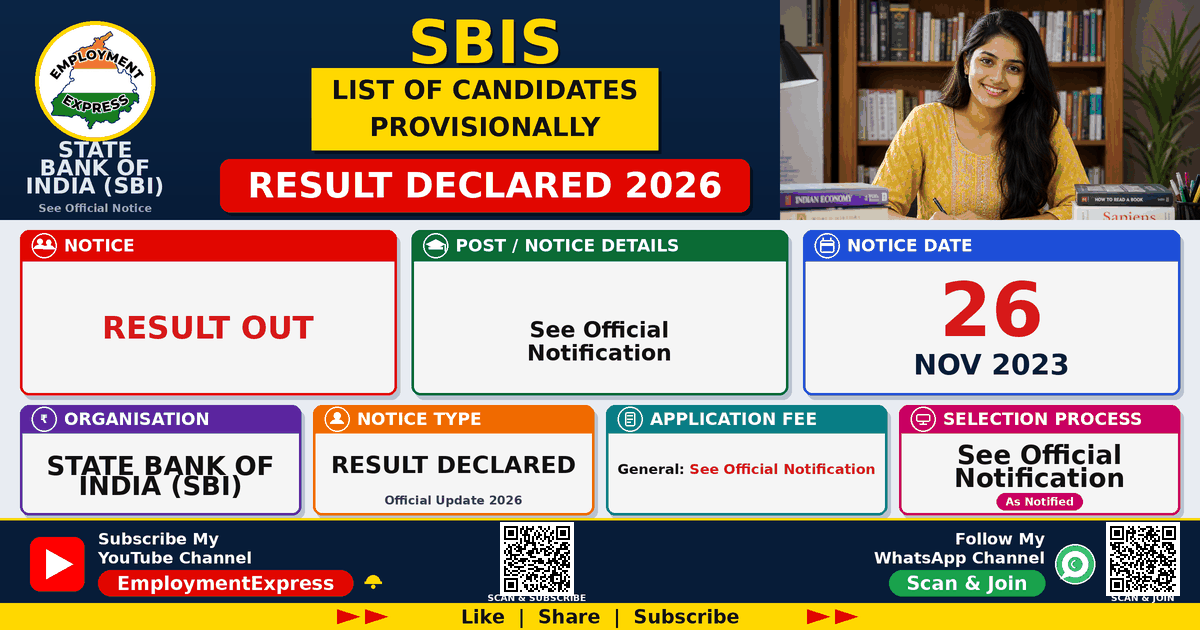 EMPLOYMENT
EXPRESS
STATE
BANK OF
INDIA (SBI)
See Official Notice
SBIS
LIST OF CANDIDATES
PROVISIONALLY
RESULT DECLARED 2026
INDIAN ECONOMY
HOW TO READ A BOOK
Sapiens
NOTICE
RESULT OUT
POST / NOTICE DETAILS
See Official
Notification
NOTICE DATE
26
NOV 2023
₹ ORGANISATION
STATE BANK OF
INDIA (SBI)
NOTICE TYPE
RESULT DECLARED
Official Update 2026
APPLICATION FEE
General: See Official Notification
SELECTION PROCESS
See Official
Notification
As Notified
Subscribe My
YouTube Channel
EmploymentExpress
SCAN & SUBSCRIBE
Follow My
WhatsApp Channel
Scan & Join
SCAN & JOIN
Like | Share | Subscribe